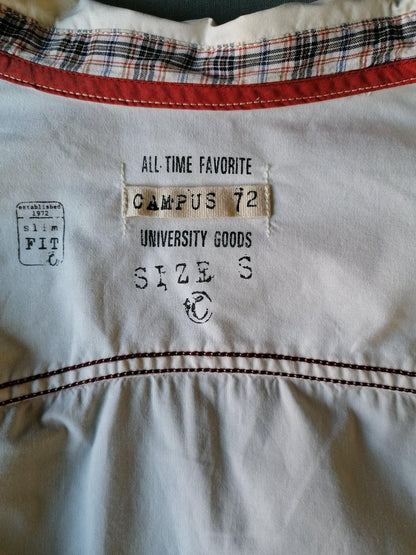 ALL·TIME FAVORITE
CAMPUS 72
UNIVERSITY GOODS
SIZE S
C
established
1972
slim
FIT
C